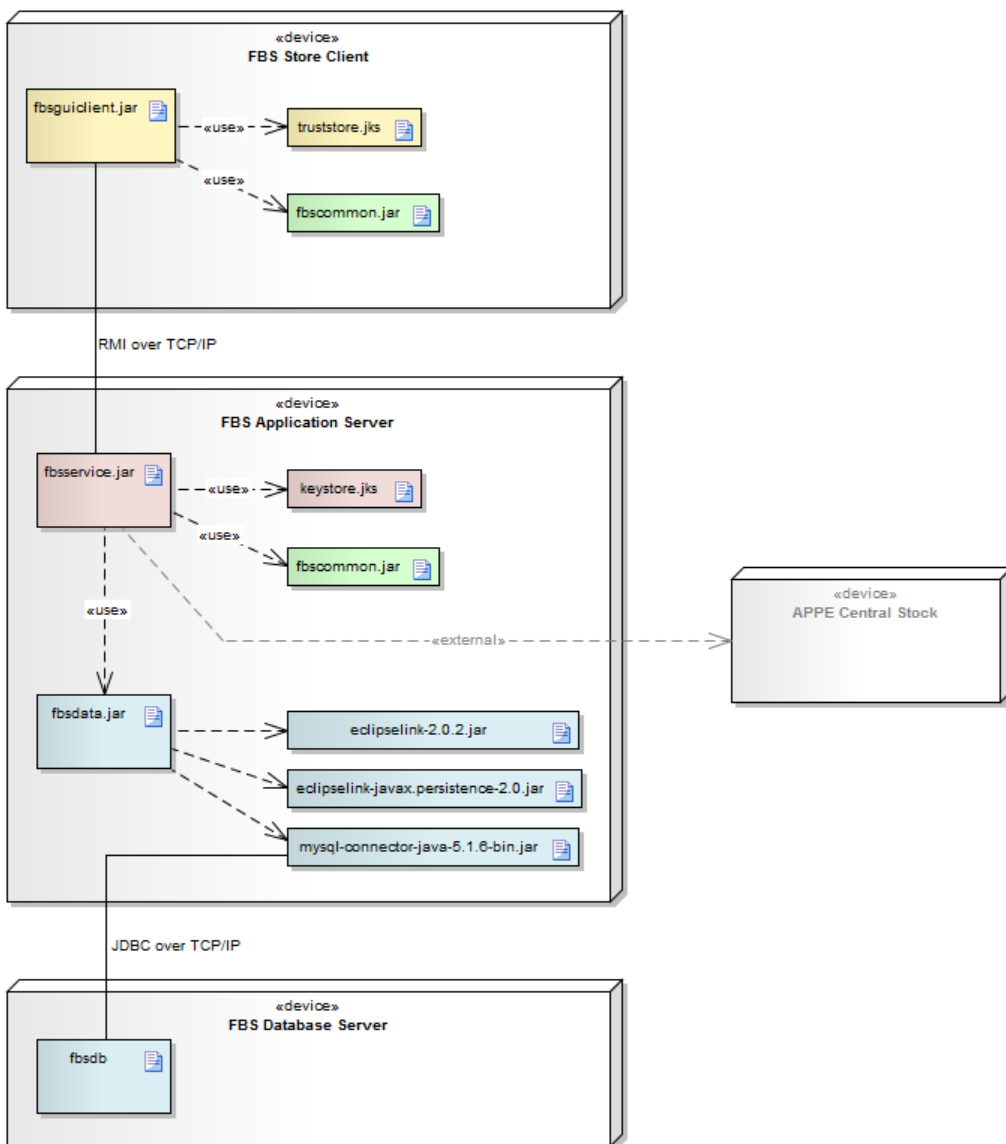 «device»
FBS Store Client
fbsguiclient.jar
«use»
truststore.jks
«use»
fbscommon.jar
RMI over TCP/IP
«device»
FBS Application Server
fbsservice.jar
«use»
keystore.jks
«use»
fbscommon.jar
«use»
«external»
«device»
APPE Central Stock
fbsdata.jar
eclipselink-2.0.2.jar
eclipselink-javax.persistence-2.0.jar
mysql-connector-java-5.1.6-bin.jar
JDBC over TCP/IP
«device»
FBS Database Server
fbsdb